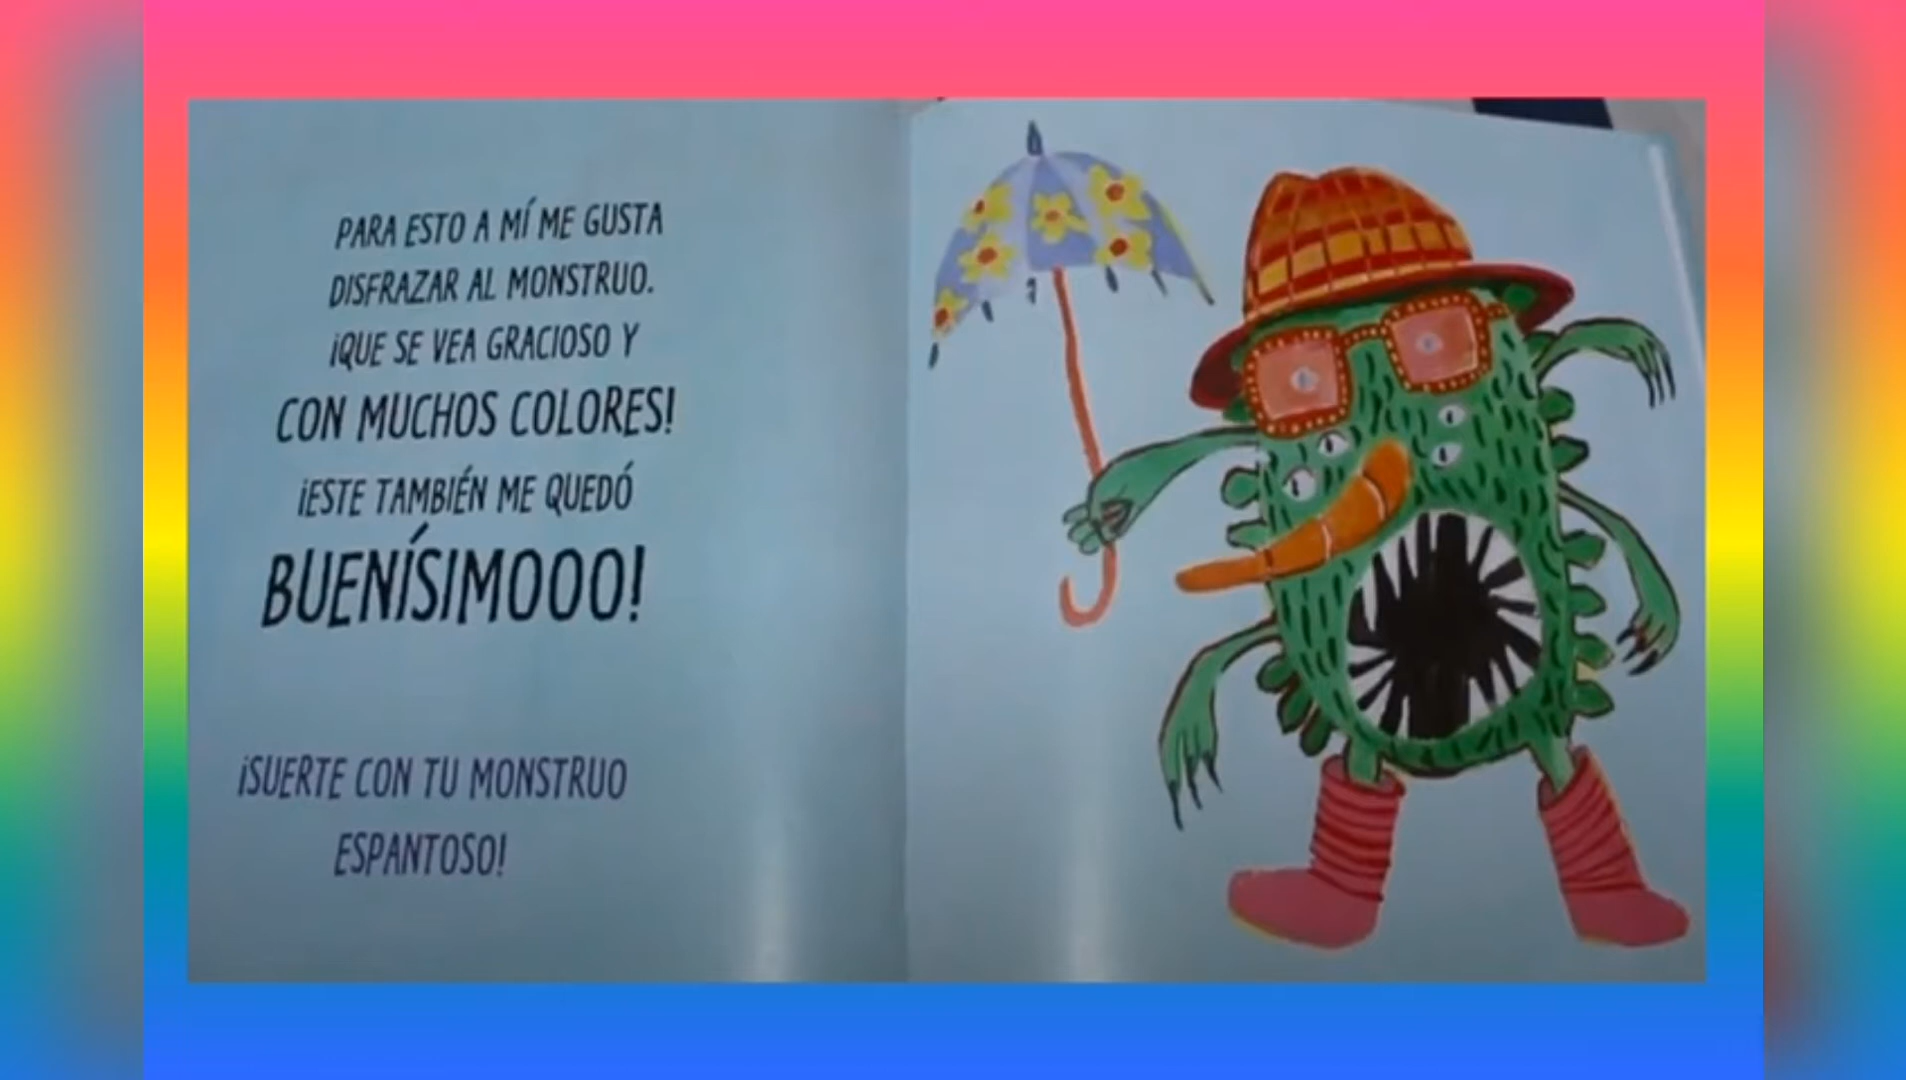 PARA ESTO A MÍ ME GUSTA
DISFRAZAR AL MONSTRUO.
¡QUE SE VEA GRACIOSO Y
CON MUCHOS COLORES!
¡ESTE TAMBIÉN ME QUEDÓ
BUENÍSIMOOO!
¡SUERTE CON TU MONSTRUO
ESPANTOSO!